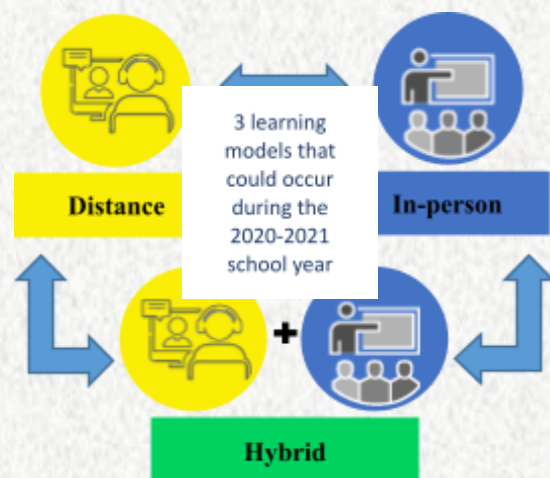 3 learning
models that
could occur
during the
2020-2021
school year
Distance
In-person
+
Hybrid